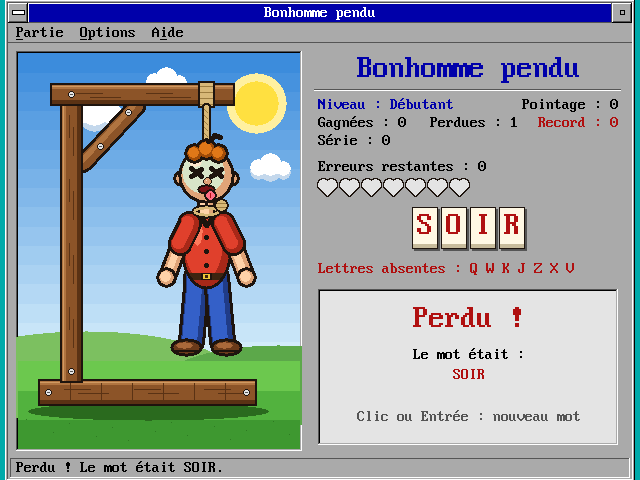 Bonhomme pendu
Partie Options Aide
Bonhomme pendu
Niveau : Débutant Pointage : 0
Gagnées : 0 Perdues : 1 Record : 0
Série : 0
Erreurs restantes : 0
SOIR
Lettres absentes : Q W K J Z X V
Perdu !
Le mot était :
SOIR
Clic ou Entrée : nouveau mot
Perdu ! Le mot était SOIR.